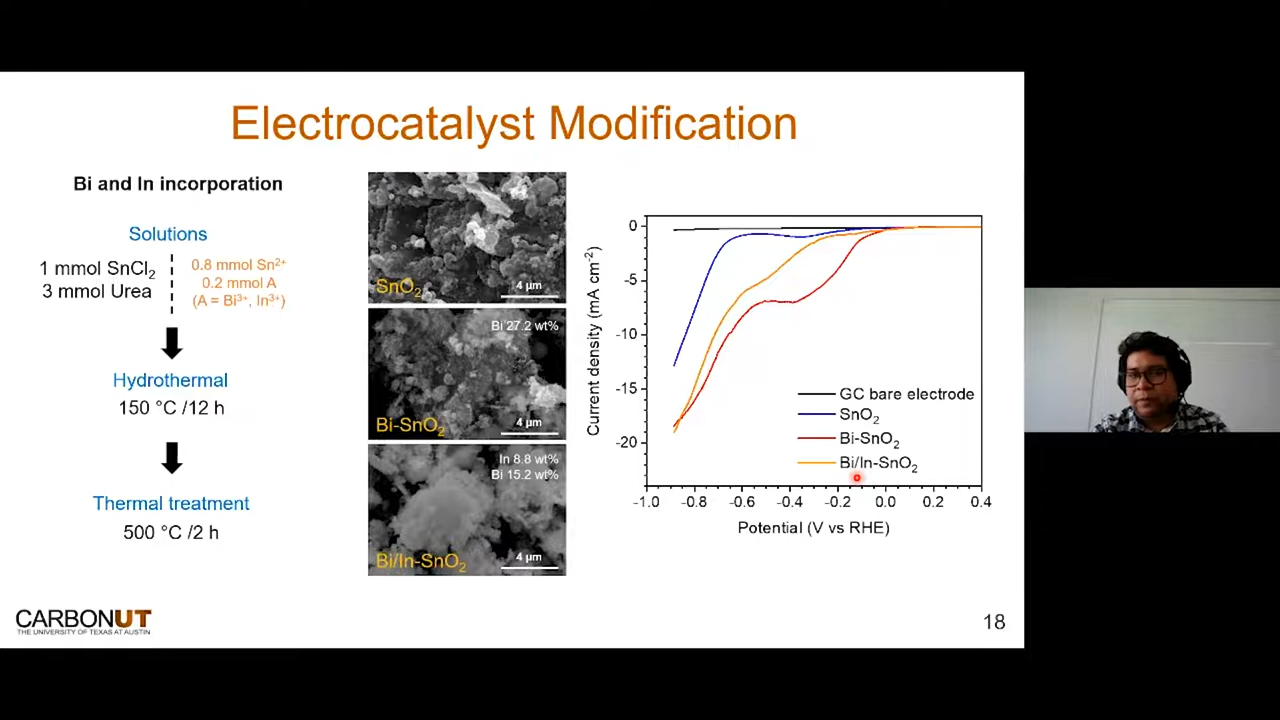 Electrocatalyst Modification
Bi and In incorporation
Solutions
1 mmol SnCl₂
3 mmol Urea
0.8 mmol Sn²⁺
0.2 mmol A
(A = Bi³⁺, In³⁺)
Hydrothermal
150 °C /12 h
Thermal treatment
500 °C /2 h
SnO₂
4 µm
Bi 27.2 wt%
Bi-SnO₂
4 µm
In 8.8 wt%
Bi 15.2 wt%
Bi/In-SnO₂
4 µm
Current density (mA cm⁻²)
0
-5
-10
-15
-20
GC bare electrode
SnO₂
Bi-SnO₂
Bi/In-SnO₂
-1.0 -0.8 -0.6 -0.4 -0.2 0.0 0.2 0.4
Potential (V vs RHE)
CARBONUT
THE UNIVERSITY OF TEXAS AT AUSTIN
18